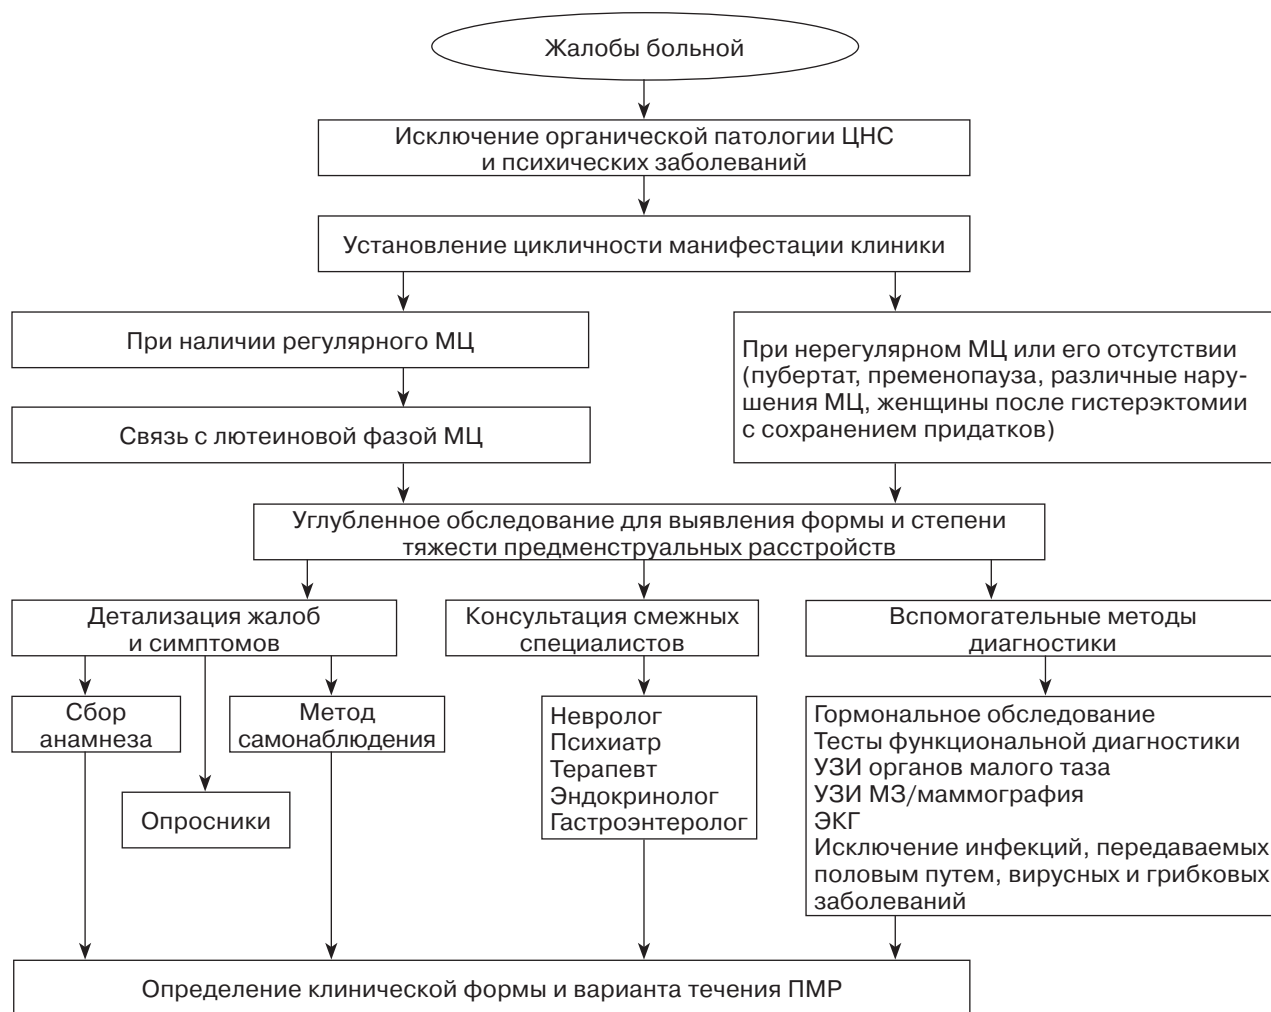 Жалобы больной
Исключение органической патологии ЦНС
и психических заболеваний
Установление цикличности манифестации клиники
При наличии регулярного МЦ
При нерегулярном МЦ или его отсутствии
(пубертат, пременопауза, различные нару-
шения МЦ, женщины после гистерэктомии
с сохранением придатков)
Связь с лютеиновой фазой МЦ
Углубленное обследование для выявления формы и степени
тяжести предменструальных расстройств
Детализация жалоб
и симптомов
Консультация смежных
специалистов
Вспомогательные методы
диагностики
Сбор
анамнеза
Метод
самонаблюдения
Опросники
Невролог
Психиатр
Терапевт
Эндокринолог
Гастроэнтеролог
Гормональное обследование
Тесты функциональной диагностики
УЗИ органов малого таза
УЗИ МЗ/маммография
ЭКГ
Исключение инфекций, передаваемых
половым путем, вирусных и грибковых
заболеваний
Определение клинической формы и варианта течения ПМР